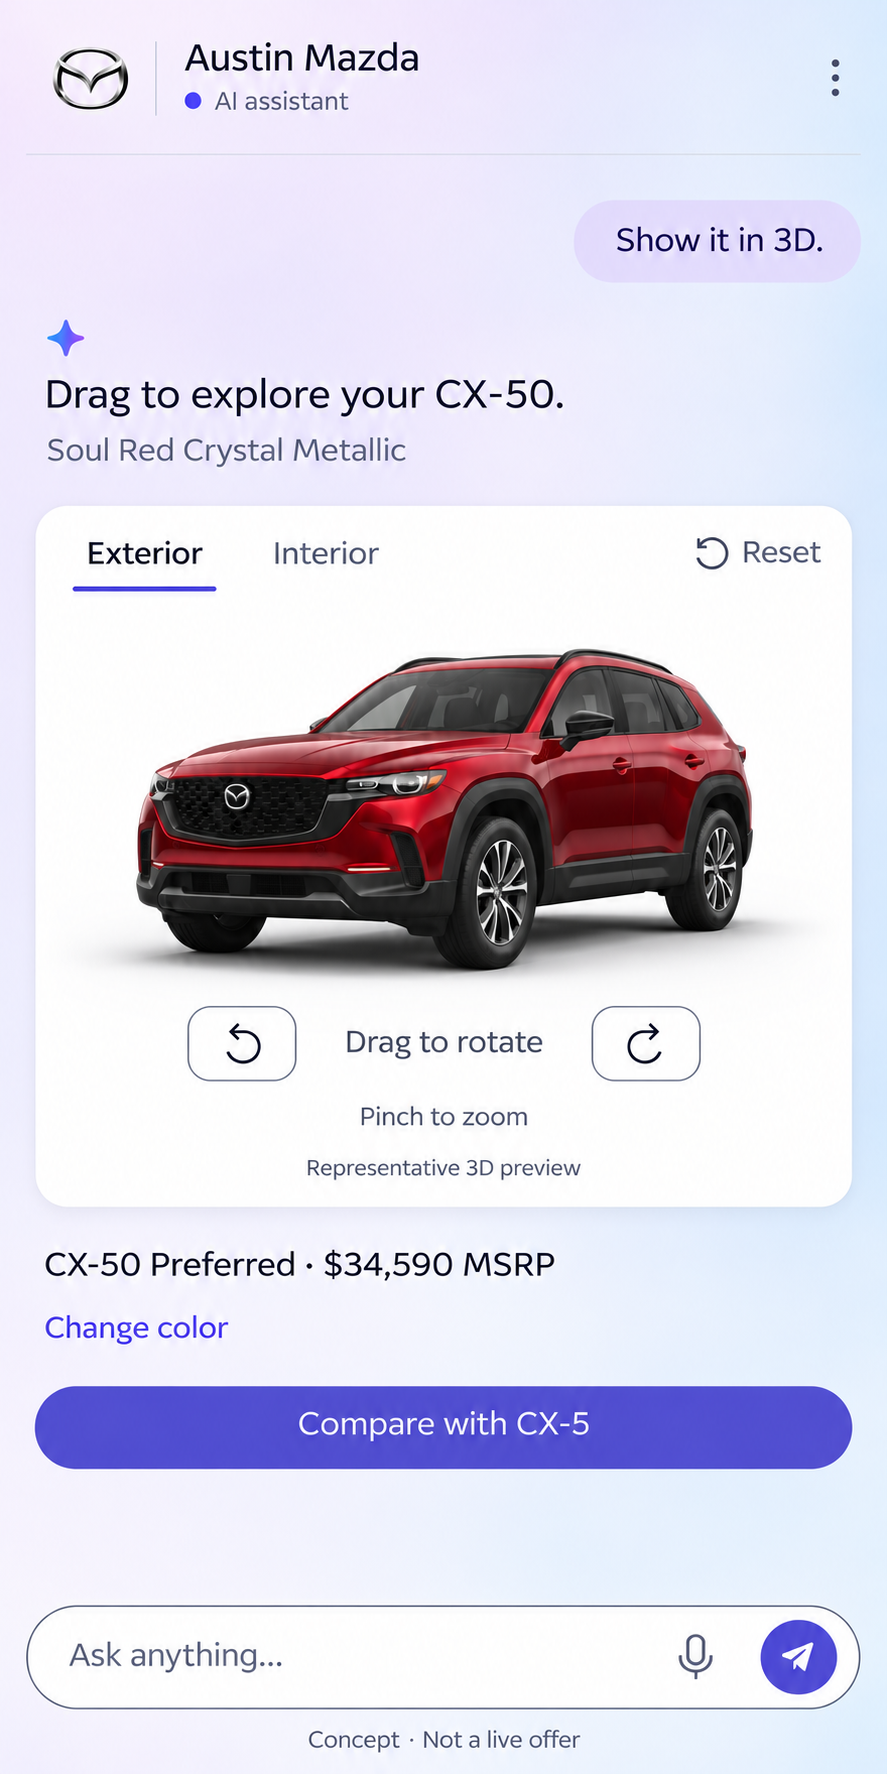 Austin Mazda
AI assistant
Show it in 3D.
Drag to explore your CX-50.
Soul Red Crystal Metallic
Exterior Interior Reset
Drag to rotate
Pinch to zoom
Representative 3D preview
CX-50 Preferred · $34,590 MSRP
Change color
Compare with CX-5
Ask anything...
Concept · Not a live offer